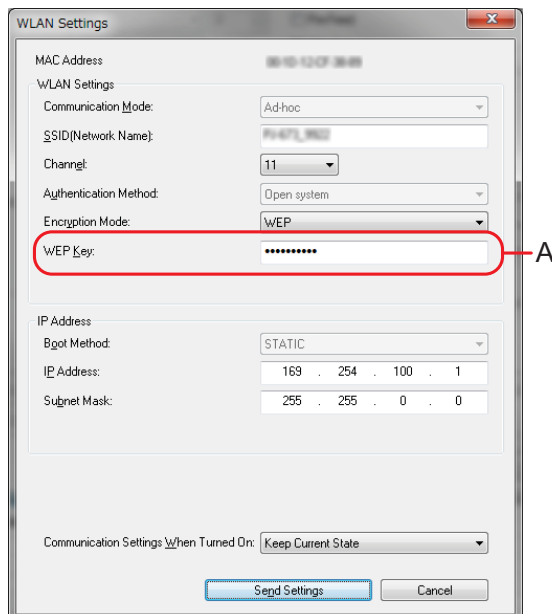 WLAN Settings
MAC Address
WLAN Settings
Communication Mode: Ad-hoc
SSID(Network Name):
Channel: 11
Authentication Method: Open system
Encryption Mode: WEP
WEP Key: ••••••••••
A
IP Address
Boot Method: STATIC
IP Address: 169 . 254 . 100 . 1
Subnet Mask: 255 . 255 . 0 . 0
Communication Settings When Turned On: Keep Current State
Send Settings Cancel